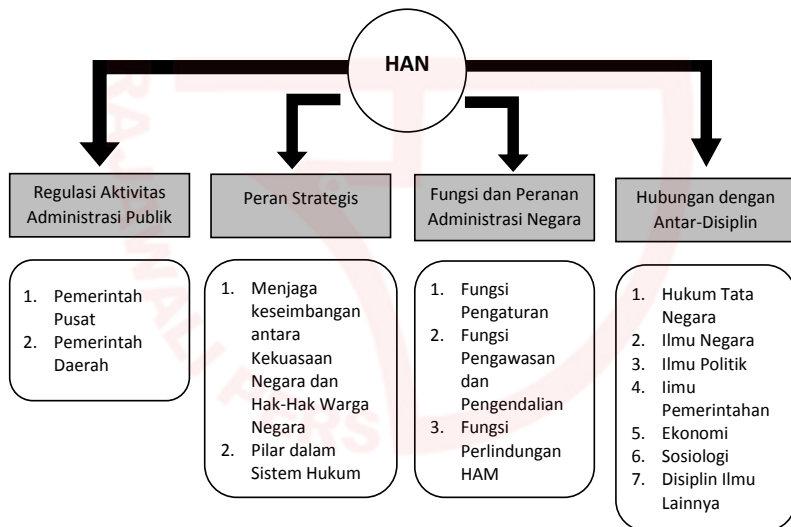 HAN
Regulasi Aktivitas
Administrasi Publik
Peran Strategis
Fungsi dan Peranan
Administrasi Negara
Hubungan dengan
Antar-Disiplin
1. Pemerintah
Pusat
2. Pemerintah
Daerah
1. Menjaga
keseimbangan
antara
Kekuasaan
Negara dan
Hak-Hak Warga
Negara
2. Pilar dalam
Sistem Hukum
1. Fungsi
Pengaturan
2. Fungsi
Pengawasan
dan
Pengendalian
3. Fungsi
Perlindungan
HAM
1. Hukum Tata
Negara
2. Ilmu Negara
3. Ilmu Politik
4. Iimu
Pemerintahan
5. Ekonomi
6. Sosiologi
7. Disiplin Ilmu
Lainnya
RAJAWALI PERS